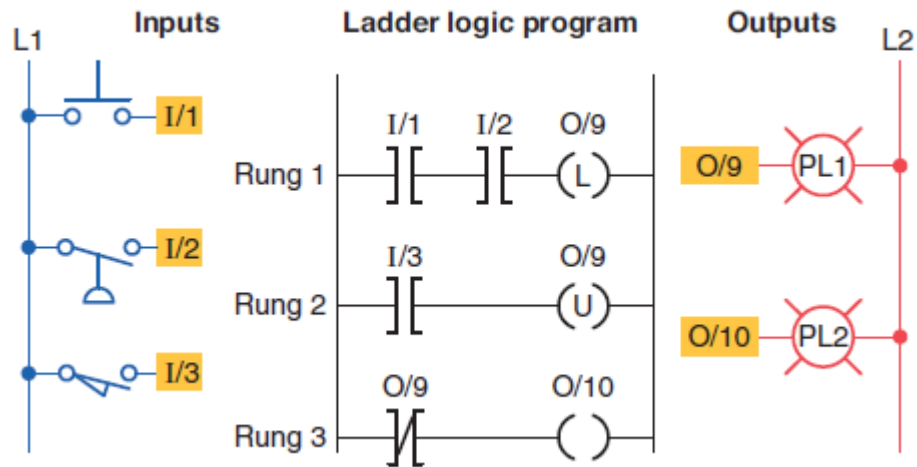 Inputs Ladder logic program Outputs
L1 L2
I/1
I/1 I/2 O/9
Rung 1 L O/9 PL1
I/2
I/3 O/9
Rung 2 U
O/10 PL2
I/3
O/9 O/10
Rung 3